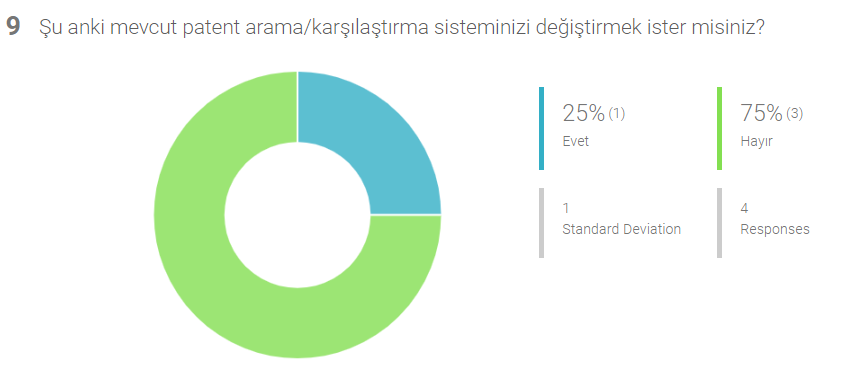 9 Şu anki mevcut patent arama/karşılaştırma sisteminizi değiştirmek ister misiniz?
25% (1)
Evet
75% (3)
Hayır
1
Standard Deviation
4
Responses